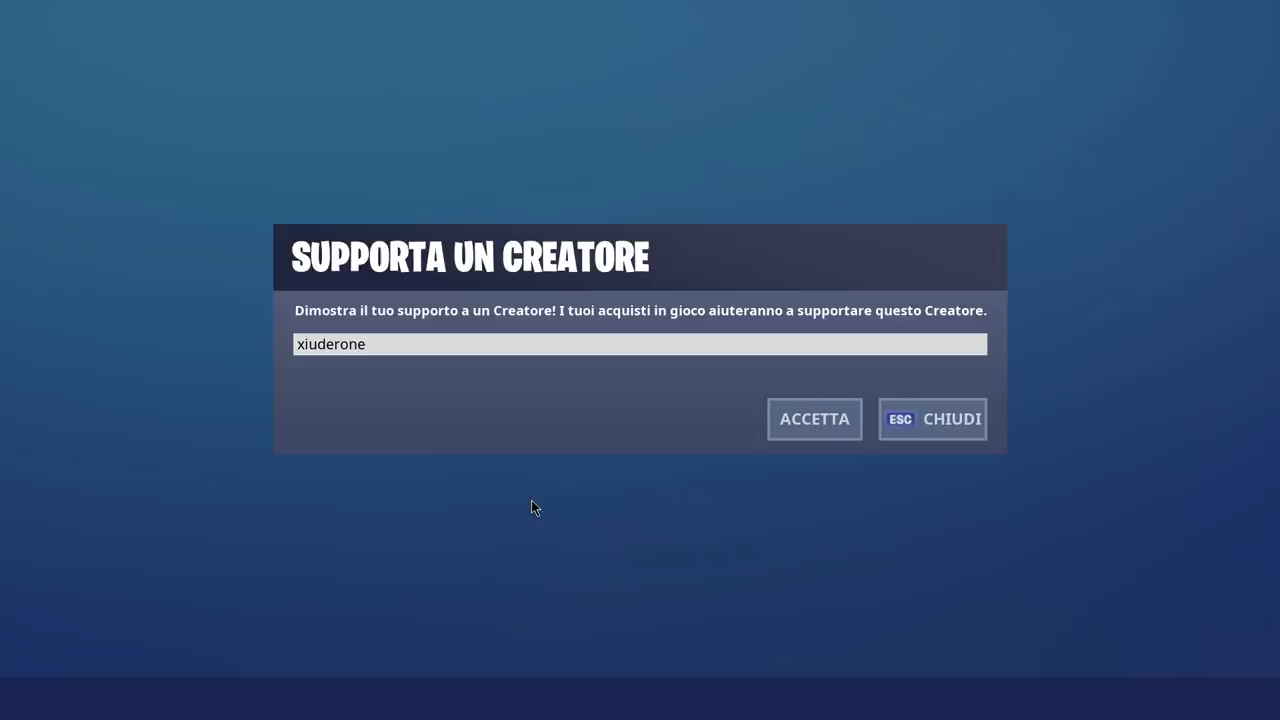 SUPPORTA UN CREATORE
Dimostra il tuo supporto a un Creatore! I tuoi acquisti in gioco aiuteranno a supportare questo Creatore.
xiuderone
ACCETTA
ESC CHIUDI